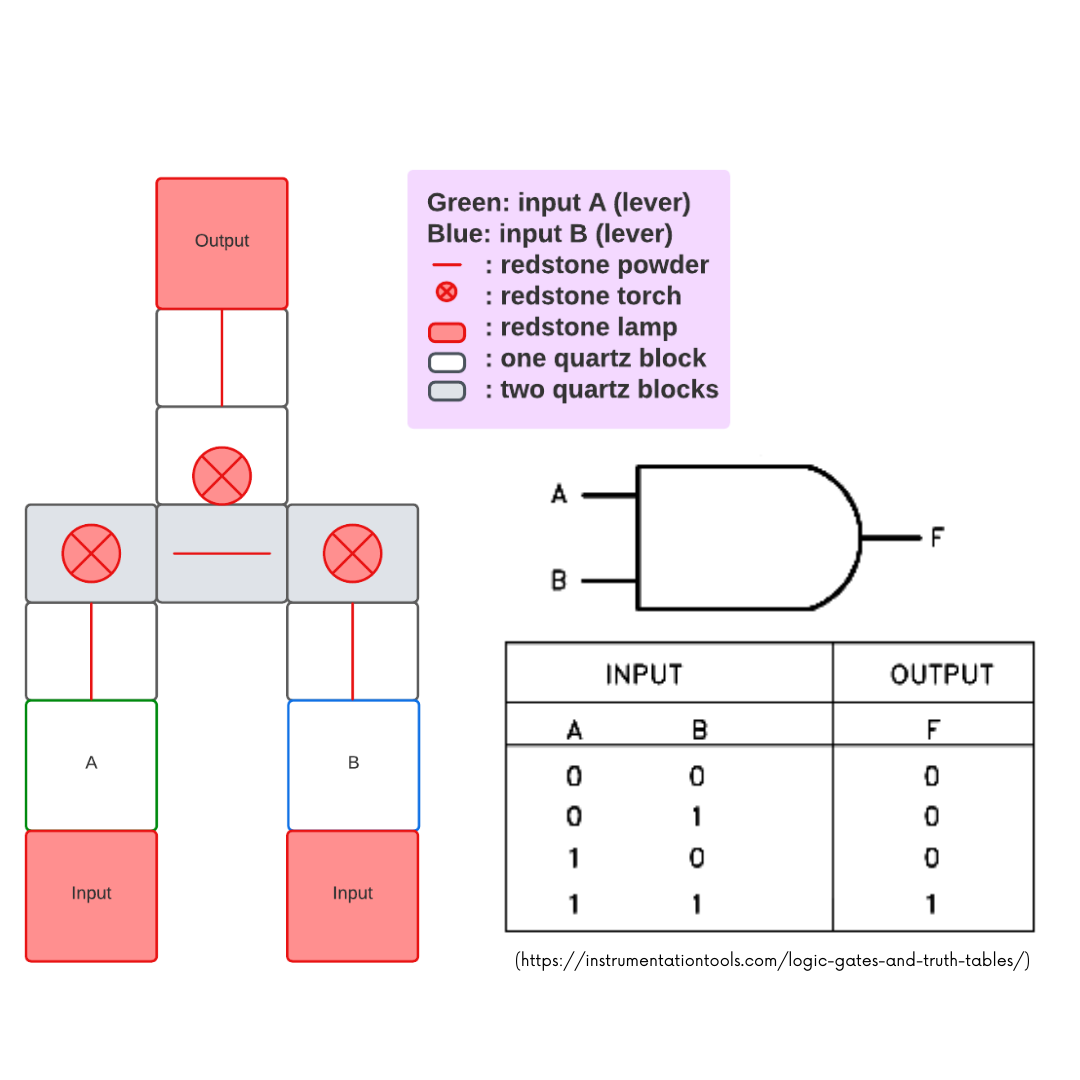 Output
Green: input A (lever)
Blue: input B (lever)
: redstone powder
: redstone torch
: redstone lamp
: one quartz block
: two quartz blocks
A
B
F
A
B
Input
Input
INPUT OUTPUT
A B F
0 0 0
0 1 0
1 0 0
1 1 1
(https://instrumentationtools.com/logic-gates-and-truth-tables/)